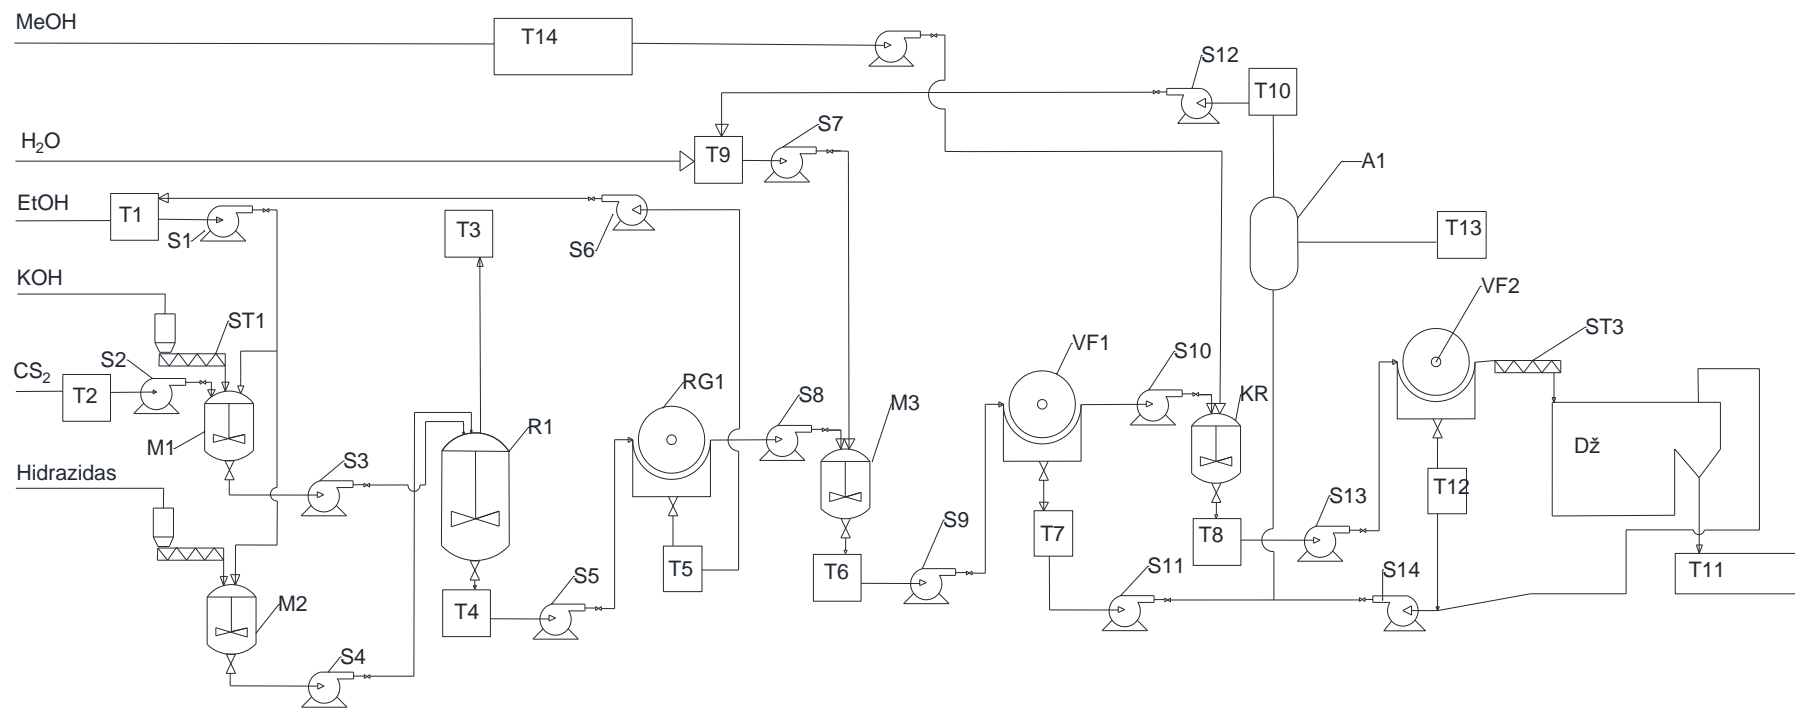 MeOH
T14
S12
T10
H₂O
S7
T9
A1
EtOH
T1
S1
S6
T3
T13
KOH
ST1
VF2
ST3
CS₂
S2
T2
VF1
S10
RG1
S8
M3
KR
M1
R1
Dž
Hidrazidas
S3
T12
S13
S9
T7
T8
T5
T6
S5
S11
S14
T11
M2
T4
S4